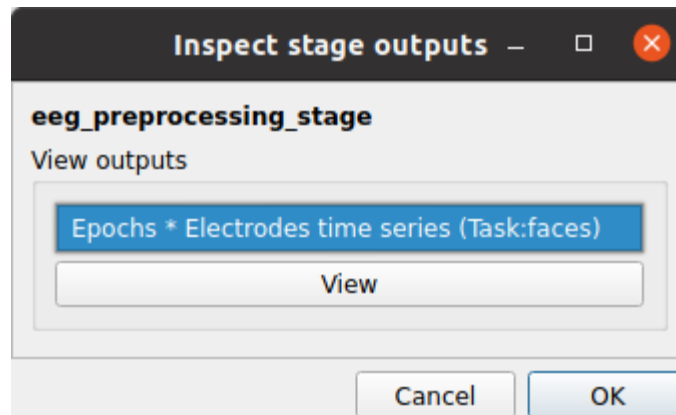 Inspect stage outputs
eeg_preprocessing_stage
View outputs
Epochs * Electrodes time series (Task:faces)
View
Cancel OK